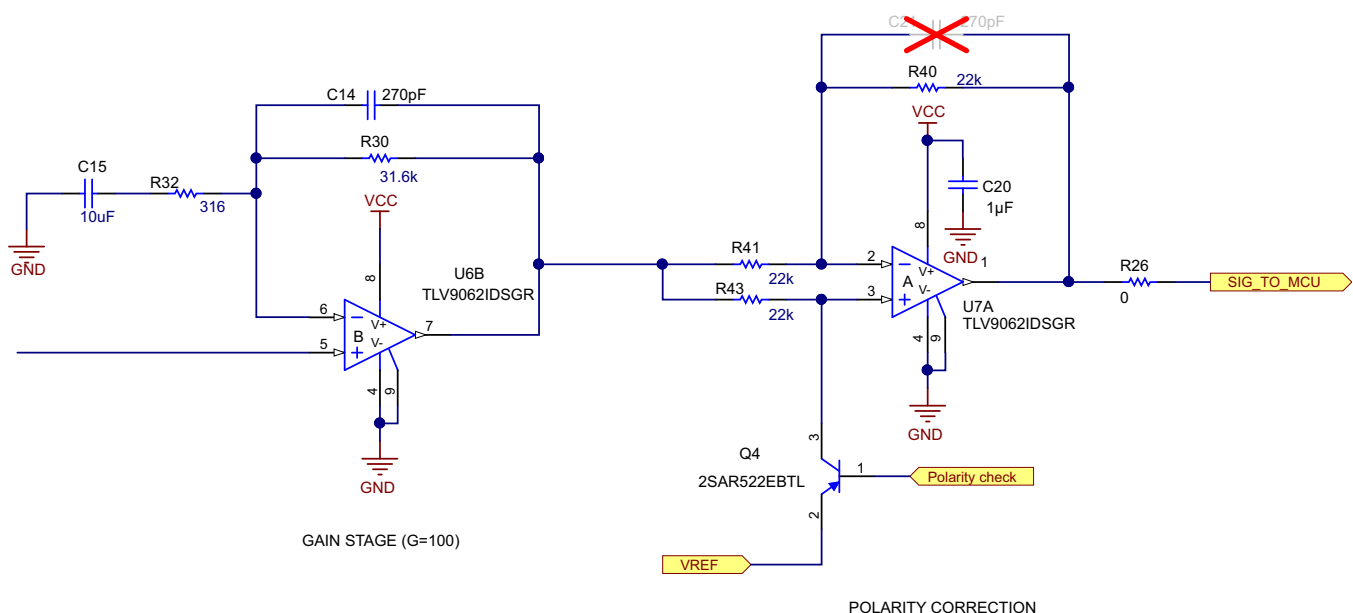 C21 270pF
R40 22k
C14 270pF
VCC
R30
31.6k
C15
10uF
R32
316
GND
VCC
C20
1µF
GND
8
U6B
TLV9062IDSGR
6
5
B
V+
V-
7
4
9
GND
R41
22k
R43
22k
8
2
3
A
V+
V-
1
U7A
TLV9062IDSGR
4
9
GND
R26
0
SIG_TO_MCU
Q4
2SAR522EBTL
3
1
2
Polarity check
VREF
GAIN STAGE (G=100)
POLARITY CORRECTION